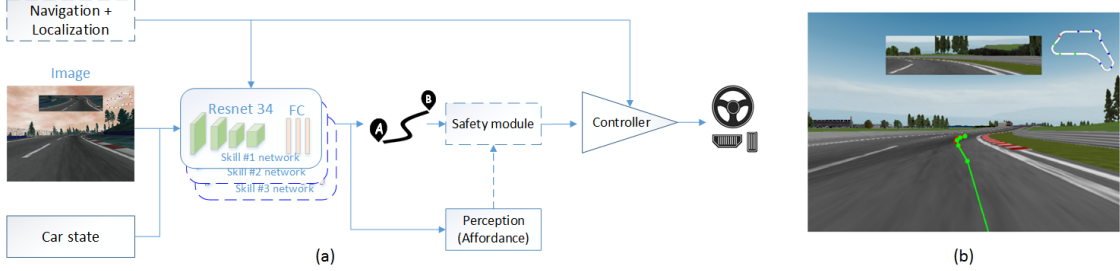 Navigation +
Localization
Image
Resnet 34
FC
Skill #1 network
Skill #2 network
Skill #3 network
A
B
Safety module
Controller
Car state
Perception
(Affordance)
(a)
(b)